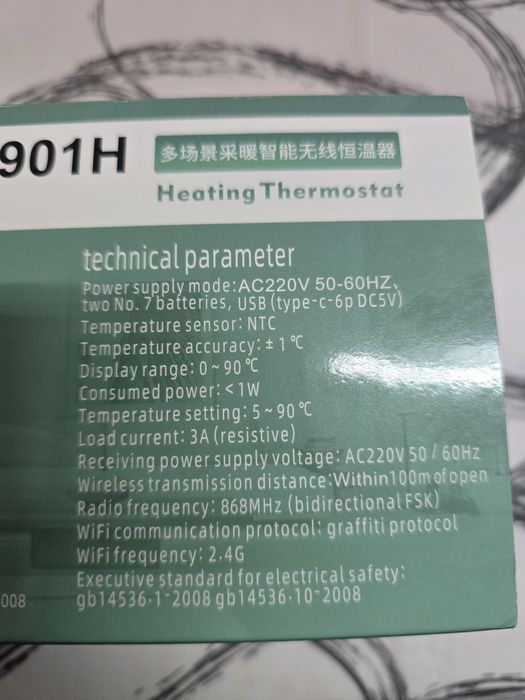 901H
多场景采暖智能无线恒温器
Heating Thermostat
technical parameter
Power supply mode: AC220V 50-60HZ、
two No. 7 batteries, USB (type-c-6p DC5V)
Temperature sensor: NTC
Temperature accuracy: ±1℃
Display range: 0~90℃
Consumed power: <1W
Temperature setting: 5~90℃
Load current: 3A (resistive)
Receiving power supply voltage: AC220V 50/60Hz
Wireless transmission distance: Within100m of open
Radio frequency: 868MHz (bidirectional FSK)
WiFi communication protocol: graffiti protocol
WiFi frequency: 2.4G
Executive standard for electrical safety:
gb14536·1-2008 gb14536·10-2008
008